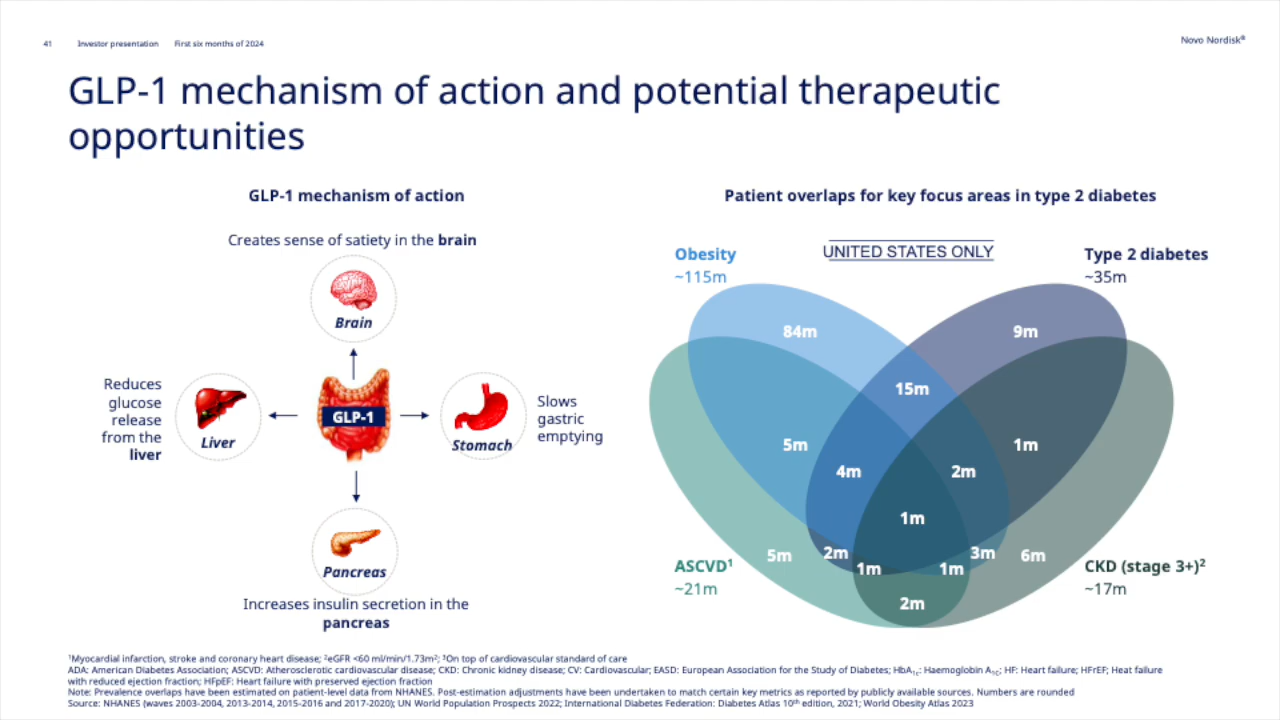 41 Investor presentation First six months of 2024
Novo Nordisk®
GLP-1 mechanism of action and potential therapeutic
opportunities
GLP-1 mechanism of action
Creates sense of satiety in the brain
Brain
Reduces
glucose
release
from the
liver
Liver
GLP-1
Stomach
Slows
gastric
emptying
Pancreas
Increases insulin secretion in the
pancreas
Patient overlaps for key focus areas in type 2 diabetes
UNITED STATES ONLY
Obesity
~115m
Type 2 diabetes
~35m
84m
9m
15m
5m
1m
4m
2m
1m
5m
2m
3m
6m
1m
1m
2m
ASCVD¹
~21m
CKD (stage 3+)²
~17m
¹Myocardial infarction, stroke and coronary heart disease; ²eGFR <60 ml/min/1.73m²; ³On top of cardiovascular standard of care
ADA: American Diabetes Association; ASCVD: Atherosclerotic cardiovascular disease; CKD: Chronic kidney disease; CV: Cardiovascular; EASD: European Association for the Study of Diabetes; HbA₁c: Haemoglobin A₁c; HF: Heart failure; HFrEF; Heat failure
with reduced ejection fraction; HFpEF: Heart failure with preserved ejection fraction
Note: Prevalence overlaps have been estimated on patient-level data from NHANES. Post-estimation adjustments have been undertaken to match certain key metrics as reported by publicly available sources. Numbers are rounded
Source: NHANES (waves 2003-2004, 2013-2014, 2015-2016 and 2017-2020); UN World Population Prospects 2022; International Diabetes Federation: Diabetes Atlas 10ᵗʰ edition, 2021; World Obesity Atlas 2023